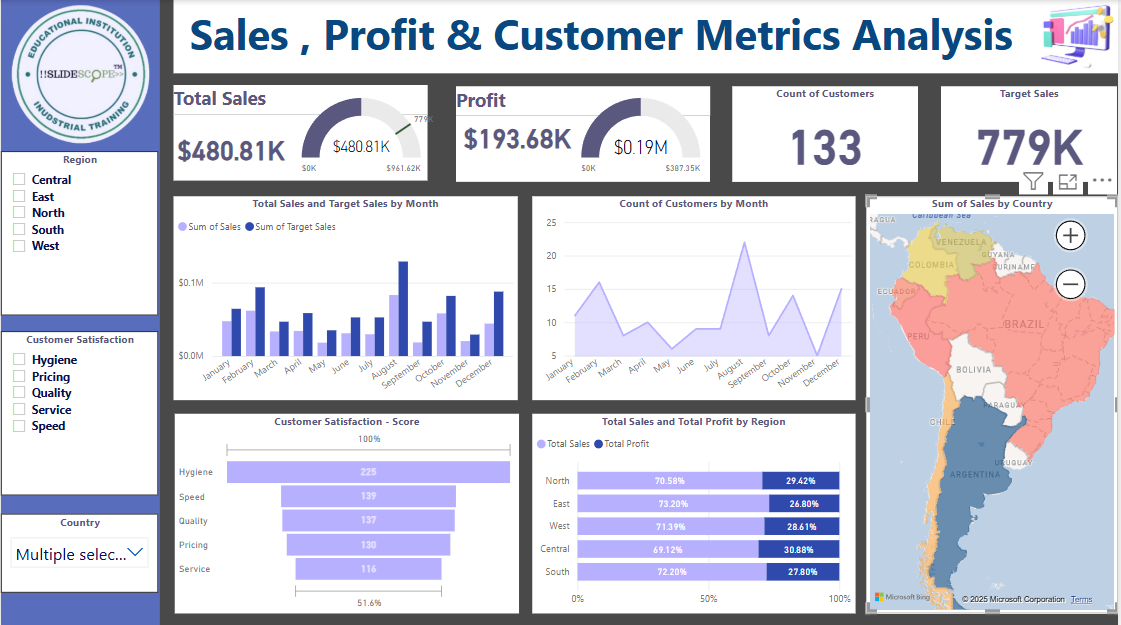 EDUCATIONAL INSTITUTION
!!SLIDESCOPE>>
TM
INUDSTRIAL TRAINING
Sales , Profit & Customer Metrics Analysis
Region
Central
East
North
South
West
Customer Satisfaction
Hygiene
Pricing
Quality
Service
Speed
Country
Multiple selec...
Total Sales
$480.81K
779K
$480.81K
$0K
$961.62K
Profit
$193.68K
$0.19M
$0K
$387.35K
Count of Customers
133
Target Sales
779K
Total Sales and Target Sales by Month
Sum of Sales
Sum of Target Sales
$0.1M
$0.0M
January
February
March
April
May
June
July
August
September
October
November
December
Count of Customers by Month
25
20
15
10
5
January
February
March
April
May
June
July
August
September
October
November
December
Sum of Sales by Country
RAGUA
Caribbean Sea
VENEZUELA
GUYANA
SURINAME
COLOMBIA
ECUADOR
PERU
BRAZIL
BOLIVIA
PARAGUAY
CHILE
URUGUAY
ARGENTINA
Microsoft Bing
© 2025 Microsoft Corporation
Terms
Customer Satisfaction - Score
100%
Hygiene 225
Speed 139
Quality 137
Pricing 130
Service 116
51.6%
Total Sales and Total Profit by Region
Total Sales
Total Profit
North 70.58% 29.42%
East 73.20% 26.80%
West 71.39% 28.61%
Central 69.12% 30.88%
South 72.20% 27.80%
0% 50% 100%